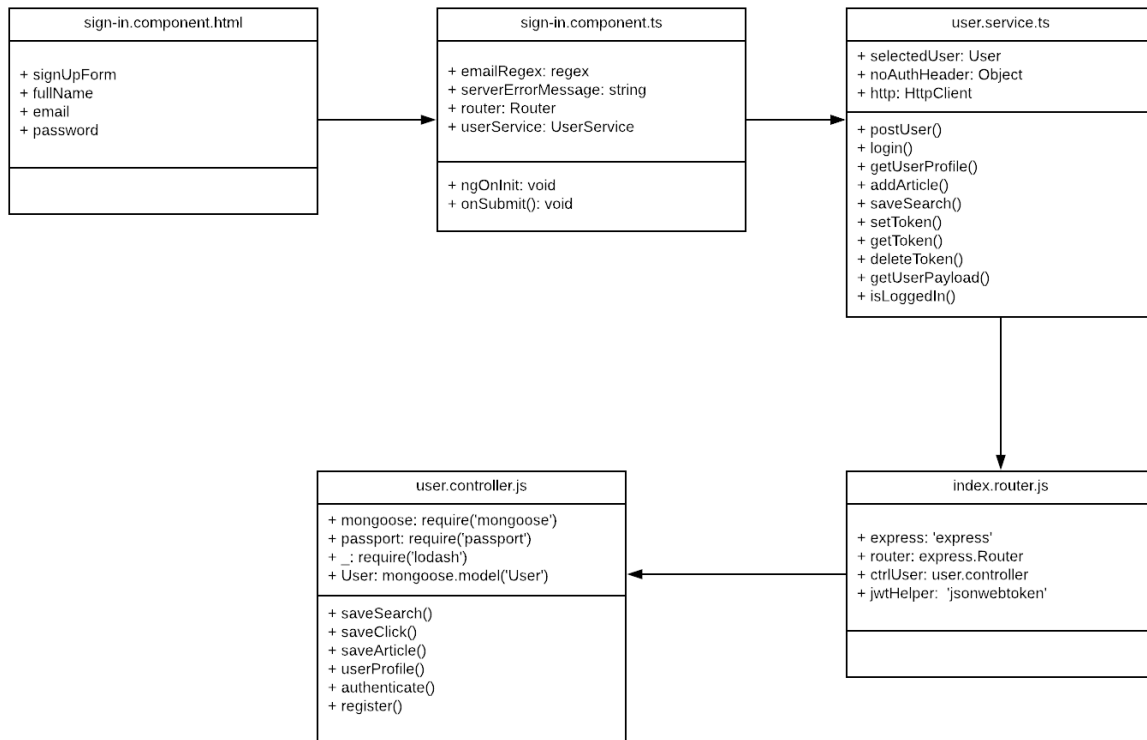 sign-in.component.html
+ signUpForm
+ fullName
+ email
+ password
sign-in.component.ts
+ emailRegex: regex
+ serverErrorMessage: string
+ router: Router
+ userService: UserService
+ ngOnInit: void
+ onSubmit(): void
user.service.ts
+ selectedUser: User
+ noAuthHeader: Object
+ http: HttpClient
+ postUser()
+ login()
+ getUserProfile()
+ addArticle()
+ saveSearch()
+ setToken()
+ getToken()
+ deleteToken()
+ getUserPayload()
+ isLoggedIn()
user.controller.js
+ mongoose: require('mongoose')
+ passport: require('passport')
+ _: require('lodash')
+ User: mongoose.model('User')
+ saveSearch()
+ saveClick()
+ saveArticle()
+ userProfile()
+ authenticate()
+ register()
index.router.js
+ express: 'express'
+ router: express.Router
+ ctrlUser: user.controller
+ jwtHelper:  'jsonwebtoken'